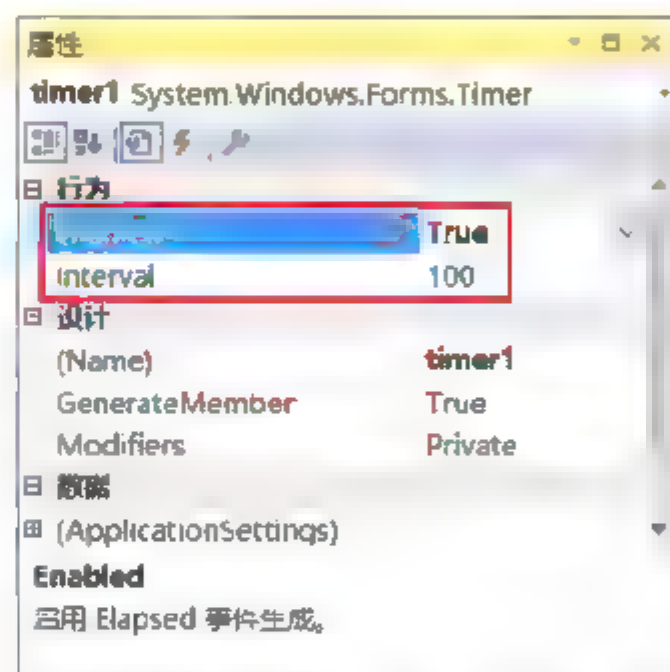 属性
timer1 System.Windows.Forms.Timer
行为
True
Interval 100
设计
(Name) timer1
GenerateMember True
Modifiers Private
数据
(ApplicationSettings)
Enabled
启用 Elapsed 事件生成。